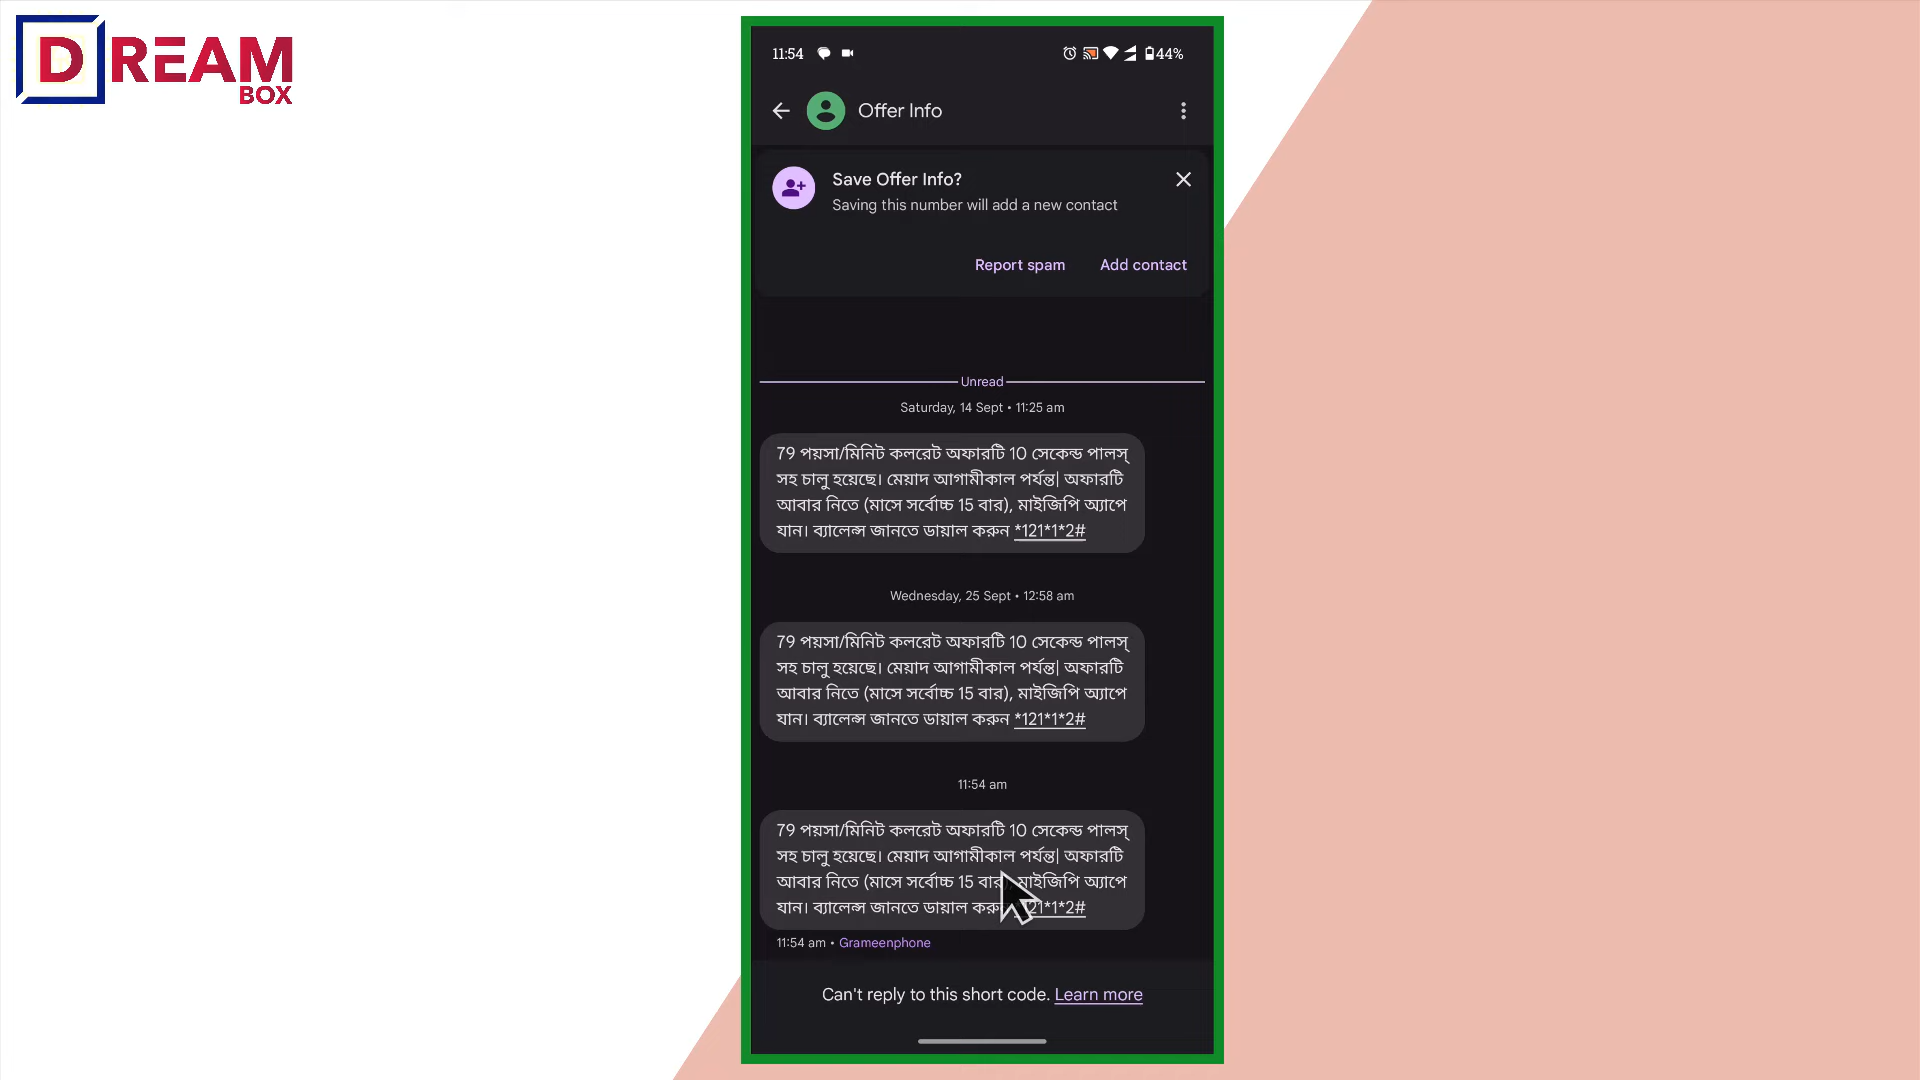 DREAM
BOX
11:54
44%
Offer Info
Save Offer Info?
Saving this number will add a new contact
Report spam
Add contact
Unread
Saturday, 14 Sept • 11:25 am
79 পয়সা/মিনিট কলরেট অফারটি 10 সেকেন্ড পালস্
সহ চালু হয়েছে। মেয়াদ আগামীকাল পর্যন্ত| অফারটি
আবার নিতে (মাসে সর্বোচ্চ 15 বার), মাইজিপি অ্যাপে
যান। ব্যালেন্স জানতে ডায়াল করুন *121*1*2#
Wednesday, 25 Sept • 12:58 am
79 পয়সা/মিনিট কলরেট অফারটি 10 সেকেন্ড পালস্
সহ চালু হয়েছে। মেয়াদ আগামীকাল পর্যন্ত| অফারটি
আবার নিতে (মাসে সর্বোচ্চ 15 বার), মাইজিপি অ্যাপে
যান। ব্যালেন্স জানতে ডায়াল করুন *121*1*2#
11:54 am
79 পয়সা/মিনিট কলরেট অফারটি 10 সেকেন্ড পালস্
সহ চালু হয়েছে। মেয়াদ আগামীকাল পর্যন্ত| অফারটি
আবার নিতে (মাসে সর্বোচ্চ 15 বার), মাইজিপি অ্যাপে
যান। ব্যালেন্স জানতে ডায়াল করুন *121*1*2#
11:54 am • Grameenphone
Can't reply to this short code. Learn more